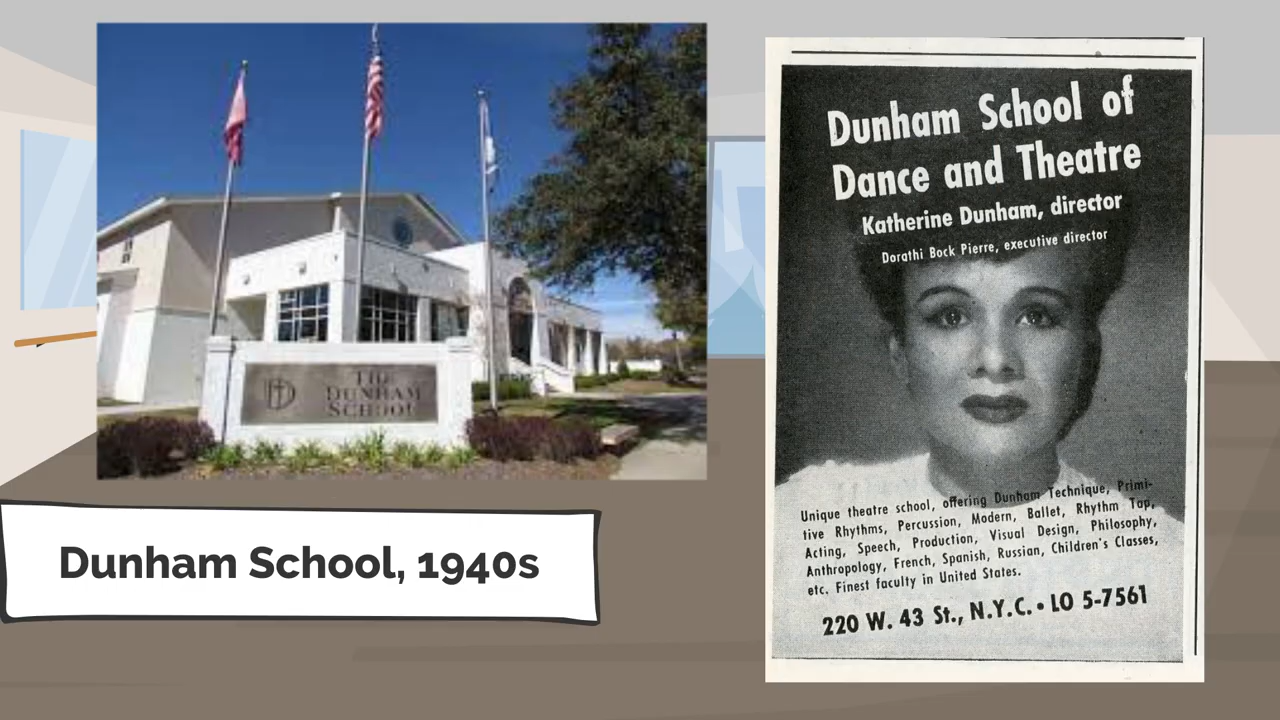 THE
DUNHAM
SCHOOL
Dunham School, 1940s
Dunham School of
Dance and Theatre
Katherine Dunham, director
Dorathi Bock Pierre, executive director
Unique theatre school, offering Dunham Technique, Primi-
tive Rhythms, Percussion, Modern, Ballet, Rhythm Tap,
Acting, Speech, Production, Visual Design, Philosophy,
Anthropology, French, Spanish, Russian, Children's Classes,
etc. Finest faculty in United States.
220 W. 43 St., N.Y.C. • LO 5-7561